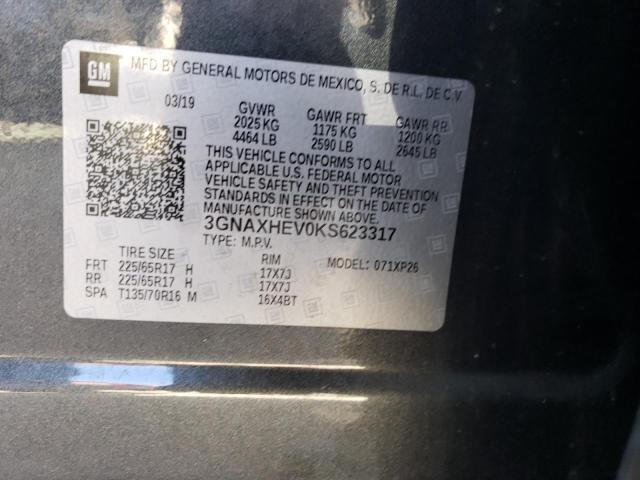 GM
MFD BY GENERAL MOTORS DE MEXICO, S. DE R.L. DE C.V
03/19 GVWR GAWR FRT GAWR RR
2025 KG 1175 KG 1200 KG
4464 LB 2590 LB 2645 LB
THIS VEHICLE CONFORMS TO ALL
APPLICABLE U.S. FEDERAL MOTOR
VEHICLE SAFETY AND THEFT PREVENTION
STANDARDS IN EFFECT ON THE DATE OF
MANUFACTURE SHOWN ABOVE.
3GNAXHEV0KS623317
TYPE: M.P.V.
TIRE SIZE RIM MODEL: 071XP26
FRT 225/65R17 H 17X7J
RR 225/65R17 H 17X7J
SPA T135/70R16 M 16X4BT